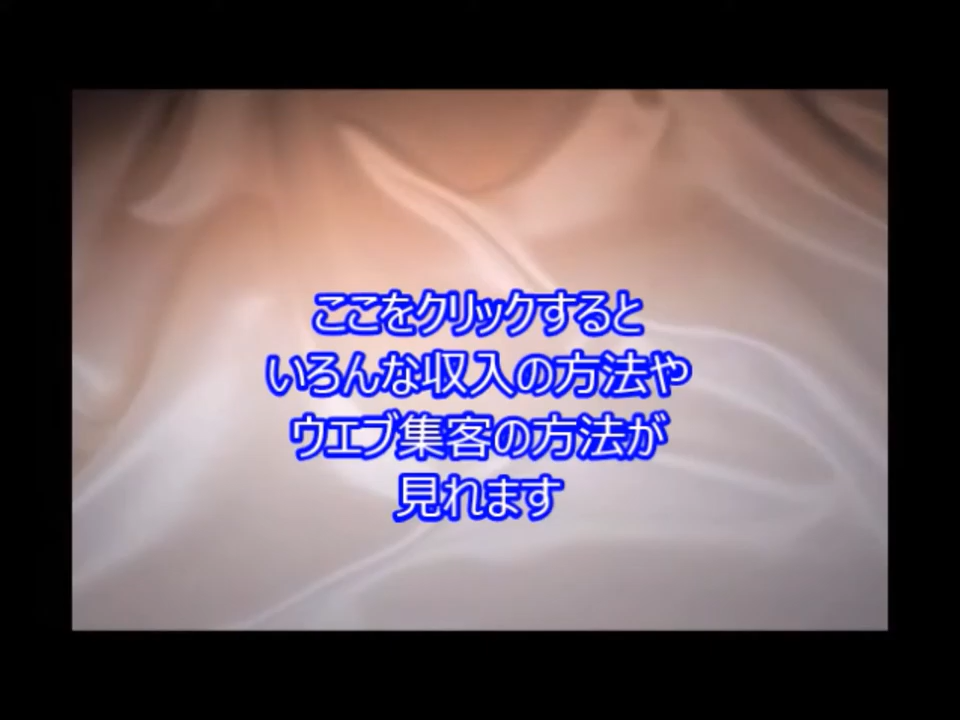 ここをクリックすると
いろんな収入の方法や
ウエブ集客の方法が
見れます